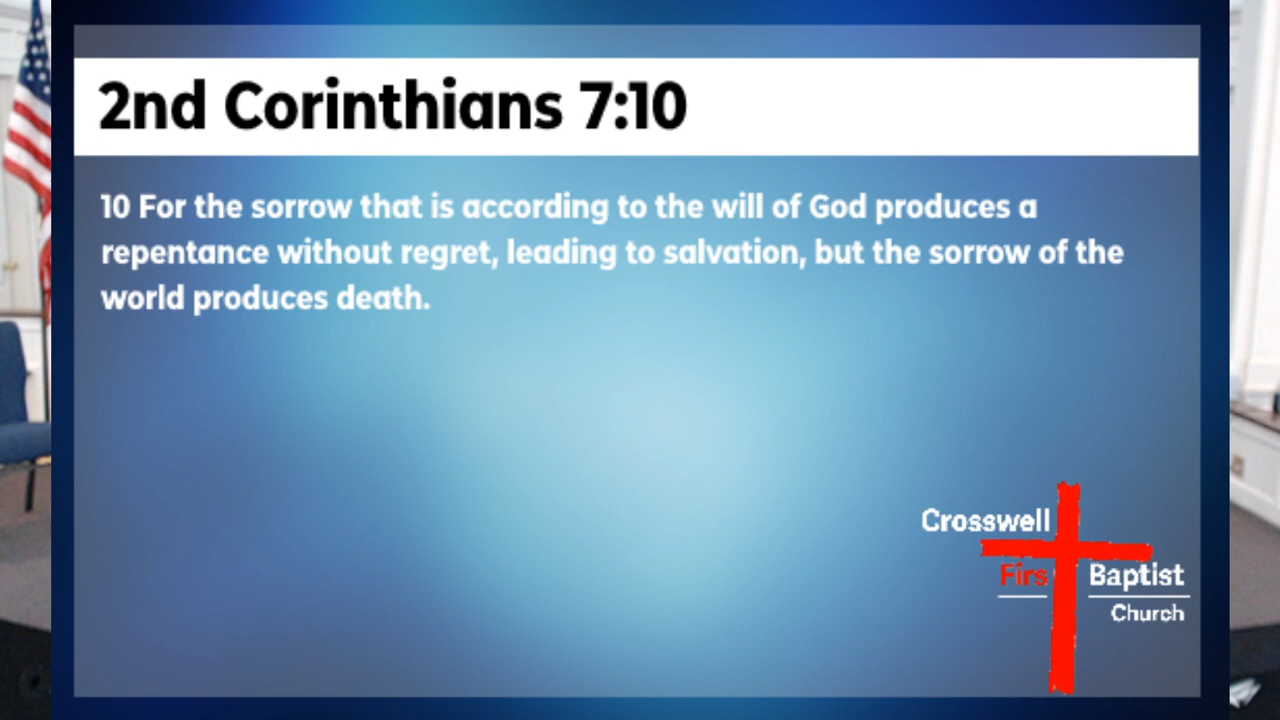 2nd Corinthians 7:10
10 For the sorrow that is according to the will of God produces a
repentance without regret, leading to salvation, but the sorrow of the
world produces death.
Crosswell
Firs Baptist
Church